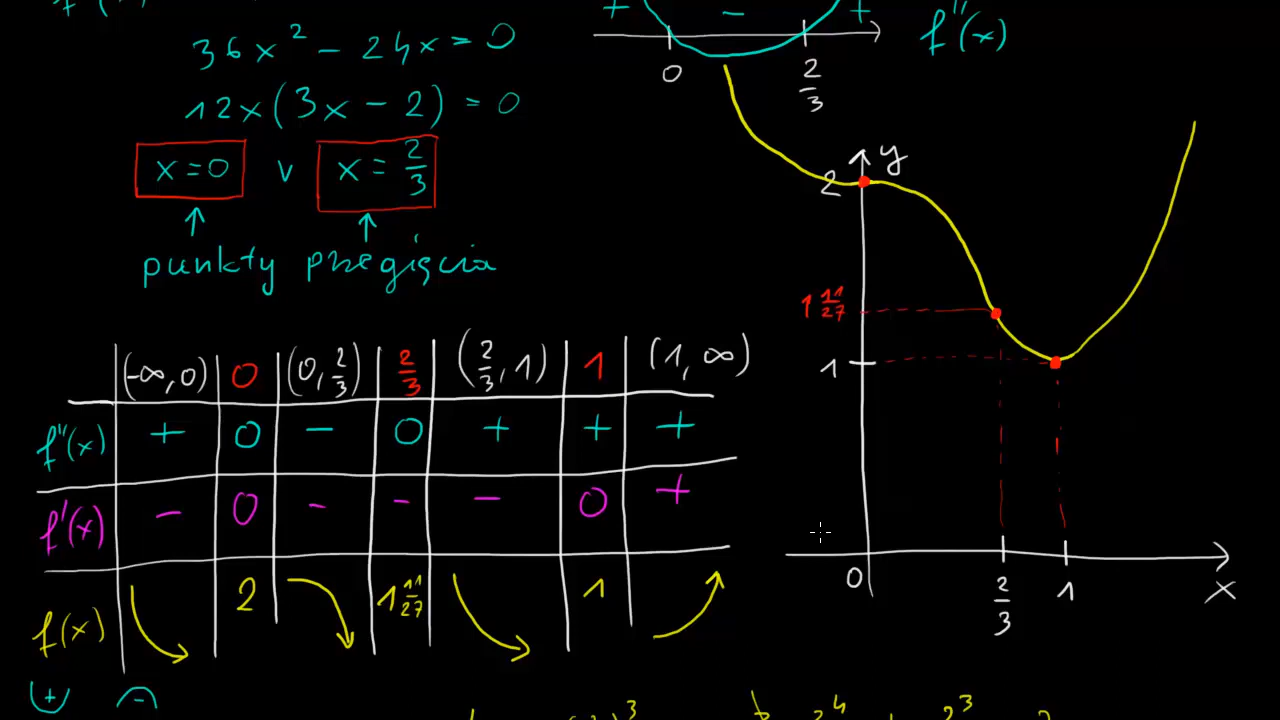 36x² − 24x = 0
12x(3x − 2) = 0
x = 0 v x = 2/3
punkty przegięcia
+ − + f''(x)
0 2/3
y
2
1 11/27
1
0 2/3 1 x
(-∞, 0) 0 (0, 2/3) 2/3 (2/3, 1) 1 (1, ∞)
f''(x) + 0 − 0 + + +
f'(x) − 0 − − − 0 +
f(x) 2 1 11/27 1
+ −